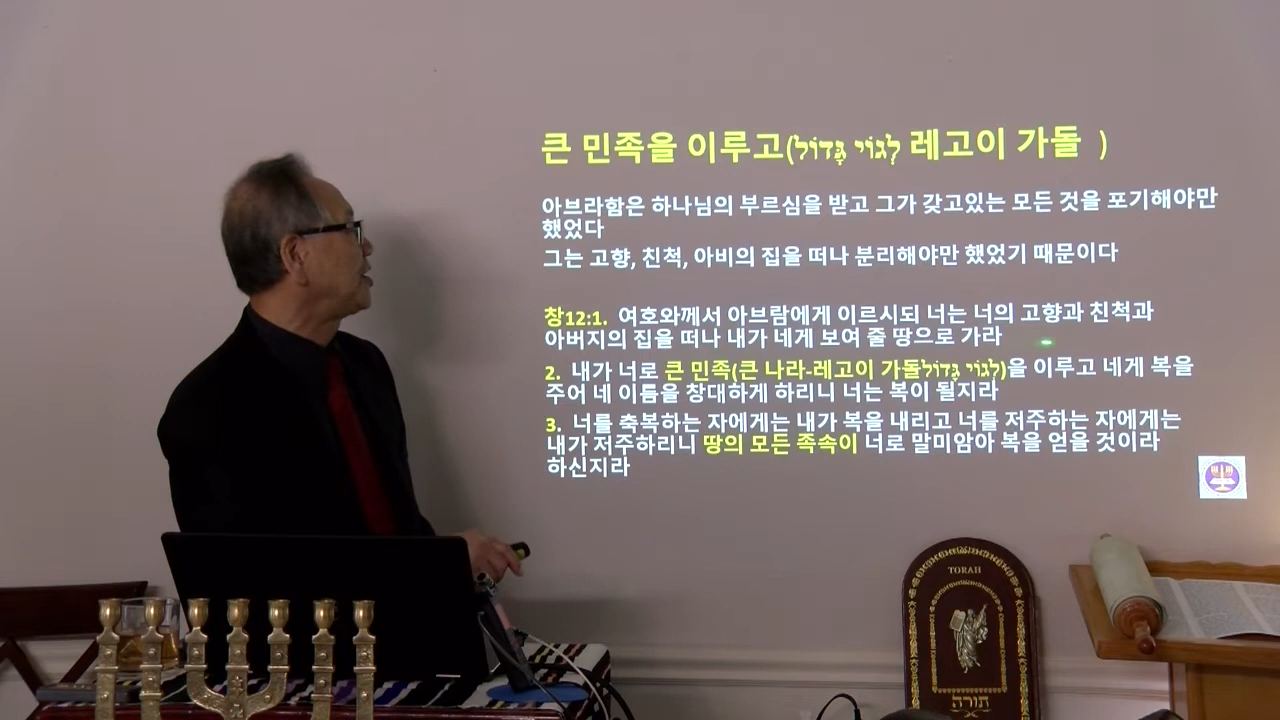 큰 민족을 이루고(לְגוֹי גָּדוֹל 레고이 가돌 )
아브라함은 하나님의 부르심을 받고 그가 갖고있는 모든 것을 포기해야만
했었다
그는 고향, 친척, 아비의 집을 떠나 분리해야만 했었기 때문이다
창12:1. 여호와께서 아브람에게 이르시되 너는 너의 고향과 친척과
아버지의 집을 떠나 내가 네게 보여 줄 땅으로 가라
2. 내가 너로 큰 민족(큰 나라-레고이 가돌לְגוֹי גָּדוֹל)을 이루고 네게 복을
주어 네 이름을 창대하게 하리니 너는 복이 될지라
3. 너를 축복하는 자에게는 내가 복을 내리고 너를 저주하는 자에게는
내가 저주하리니 땅의 모든 족속이 너로 말미암아 복을 얻을 것이라
하신지라
TORAH
תורה